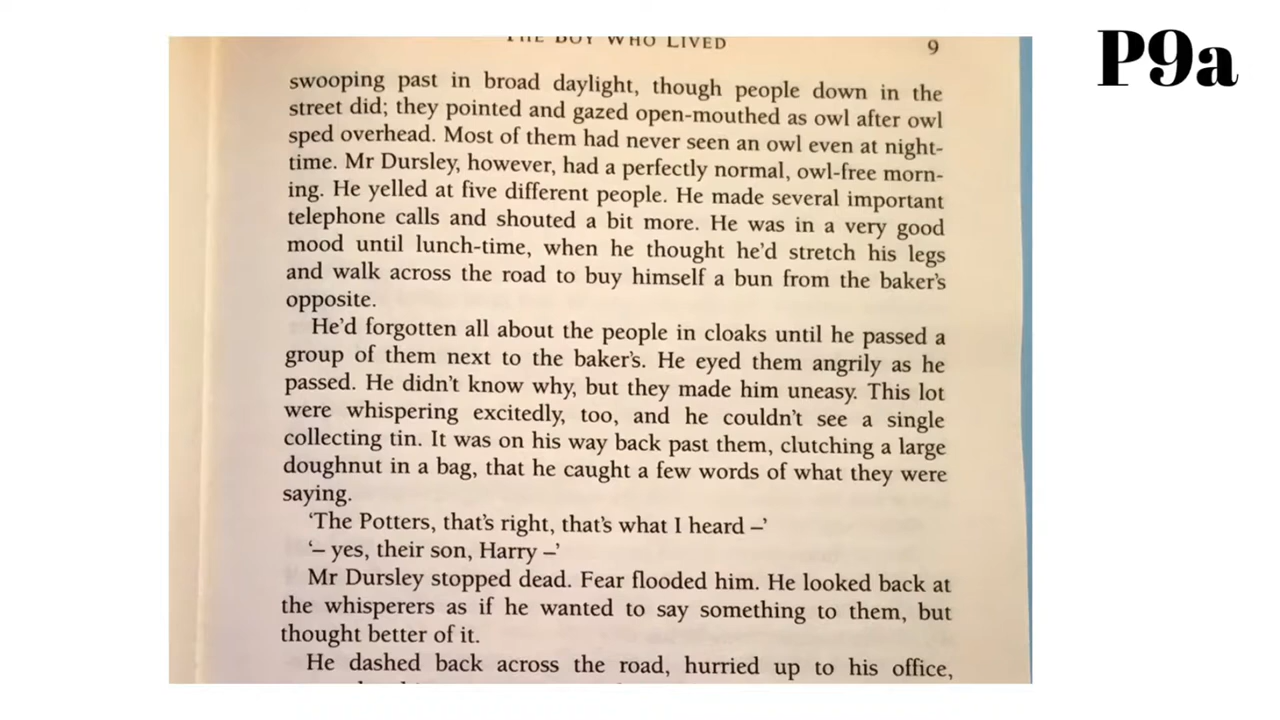 THE BOY WHO LIVED 9
P9a
swooping past in broad daylight, though people down in the
street did; they pointed and gazed open-mouthed as owl after owl
sped overhead. Most of them had never seen an owl even at night-
time. Mr Dursley, however, had a perfectly normal, owl-free morn-
ing. He yelled at five different people. He made several important
telephone calls and shouted a bit more. He was in a very good
mood until lunch-time, when he thought he’d stretch his legs
and walk across the road to buy himself a bun from the baker’s
opposite.
He’d forgotten all about the people in cloaks until he passed a
group of them next to the baker’s. He eyed them angrily as he
passed. He didn’t know why, but they made him uneasy. This lot
were whispering excitedly, too, and he couldn’t see a single
collecting tin. It was on his way back past them, clutching a large
doughnut in a bag, that he caught a few words of what they were
saying.
‘The Potters, that’s right, that’s what I heard –’
‘– yes, their son, Harry –’
Mr Dursley stopped dead. Fear flooded him. He looked back at
the whisperers as if he wanted to say something to them, but
thought better of it.
He dashed back across the road, hurried up to his office,